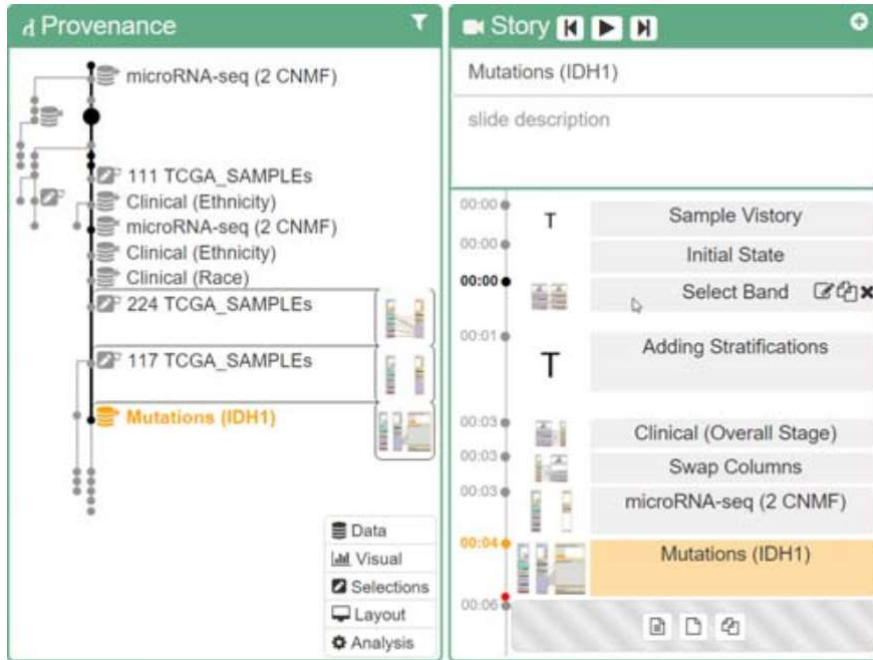 Provenance
microRNA-seq (2 CNMF)
111 TCGA_SAMPLEs
Clinical (Ethnicity)
microRNA-seq (2 CNMF)
Clinical (Ethnicity)
Clinical (Race)
224 TCGA_SAMPLEs
117 TCGA_SAMPLEs
Mutations (IDH1)
Data
Visual
Selections
Layout
Analysis
Story
Mutations (IDH1)
slide description
00:00 T Sample Vistory
00:00 Initial State
00:00 Select Band
00:01 T Adding Stratifications
00:03 Clinical (Overall Stage)
00:03 Swap Columns
00:03 microRNA-seq (2 CNMF)
00:04 Mutations (IDH1)
00:06